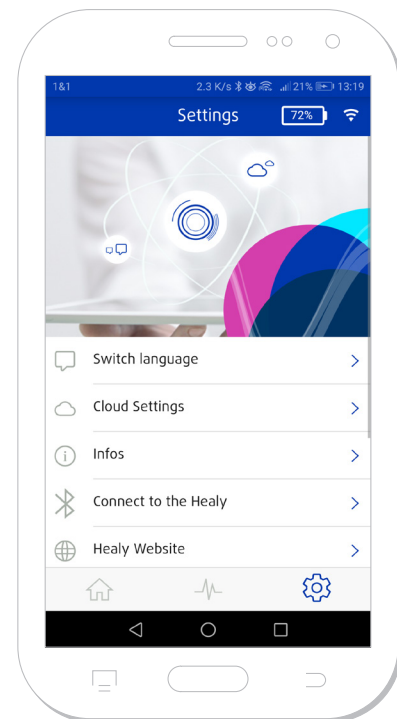 1&1 2.3 K/s 21% 13:19
Settings 72%
Switch language
Cloud Settings
Infos
Connect to the Healy
Healy Website